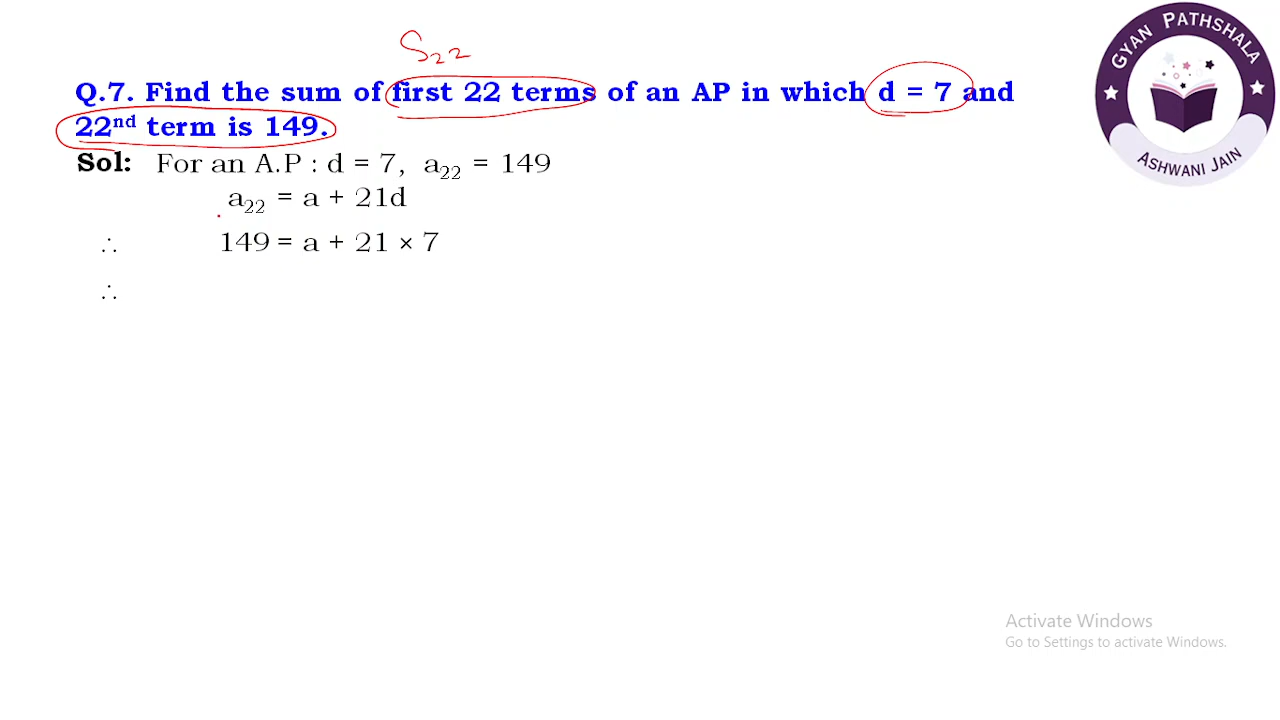 S₂₂
Q.7. Find the sum of first 22 terms of an AP in which d = 7 and
22ⁿᵈ term is 149.
Sol: For an A.P : d = 7, a₂₂ = 149
a₂₂ = a + 21d
∴ 149 = a + 21 × 7
∴
GYAN PATHSHALA
ASHWANI JAIN
Activate Windows
Go to Settings to activate Windows.